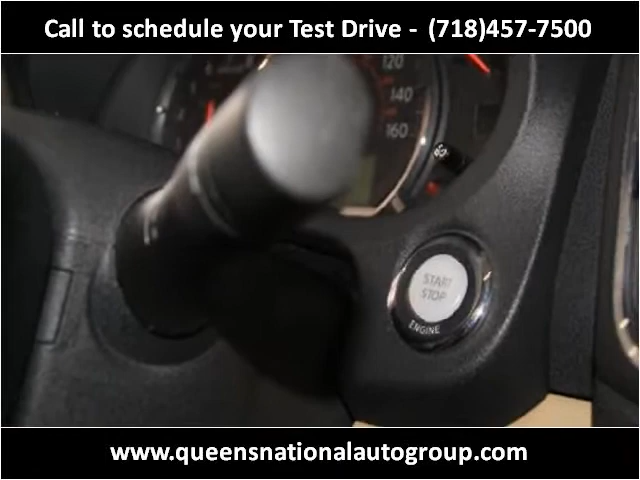 Call to schedule your Test Drive - (718)457-7500
120
140
160
START
STOP
ENGINE
www.queensnationalautogroup.com